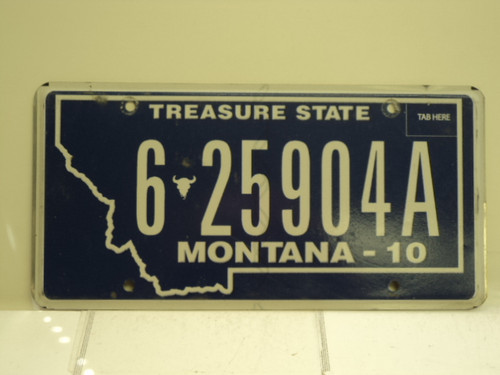 TREASURE STATE
TAB HERE
6 25904A
MONTANA - 10